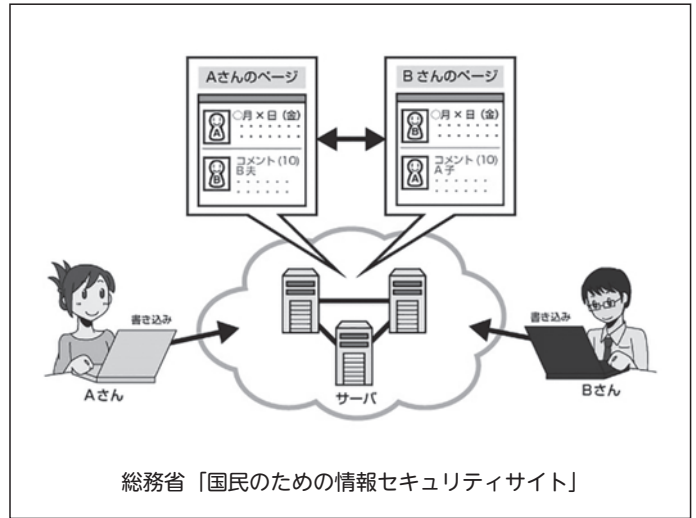 Aさんのページ
○月×日(金)
A
コメント(10)
B夫
B
Bさんのページ
○月×日(金)
B
コメント(10)
A子
A
書き込み
Aさん
サーバ
書き込み
Bさん
総務省「国民のための情報セキュリティサイト」